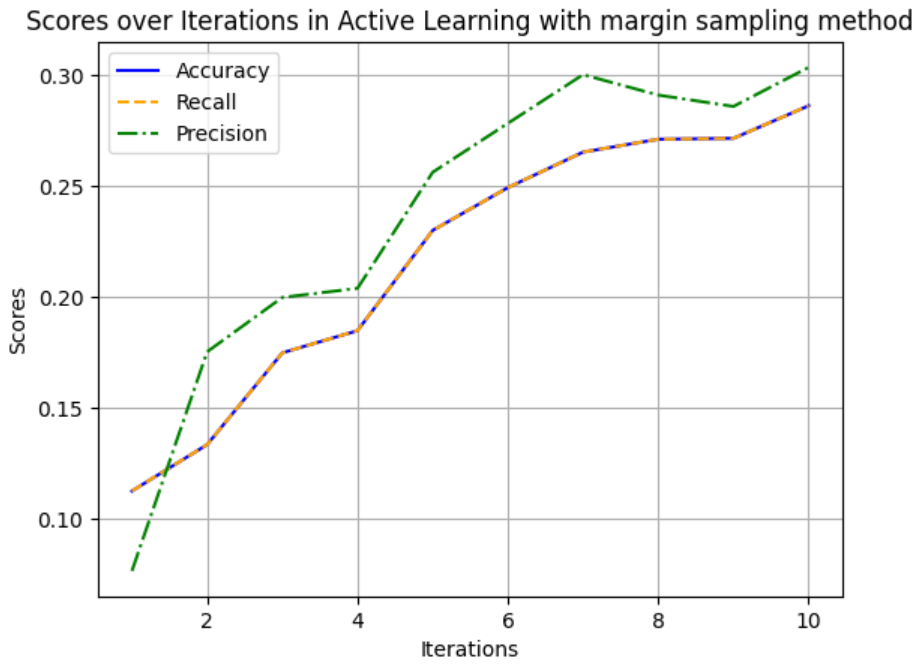 Scores over Iterations in Active Learning with margin sampling method
Accuracy
Recall
Precision
0.30
0.25
0.20
0.15
0.10
Scores
2 4 6 8 10
Iterations